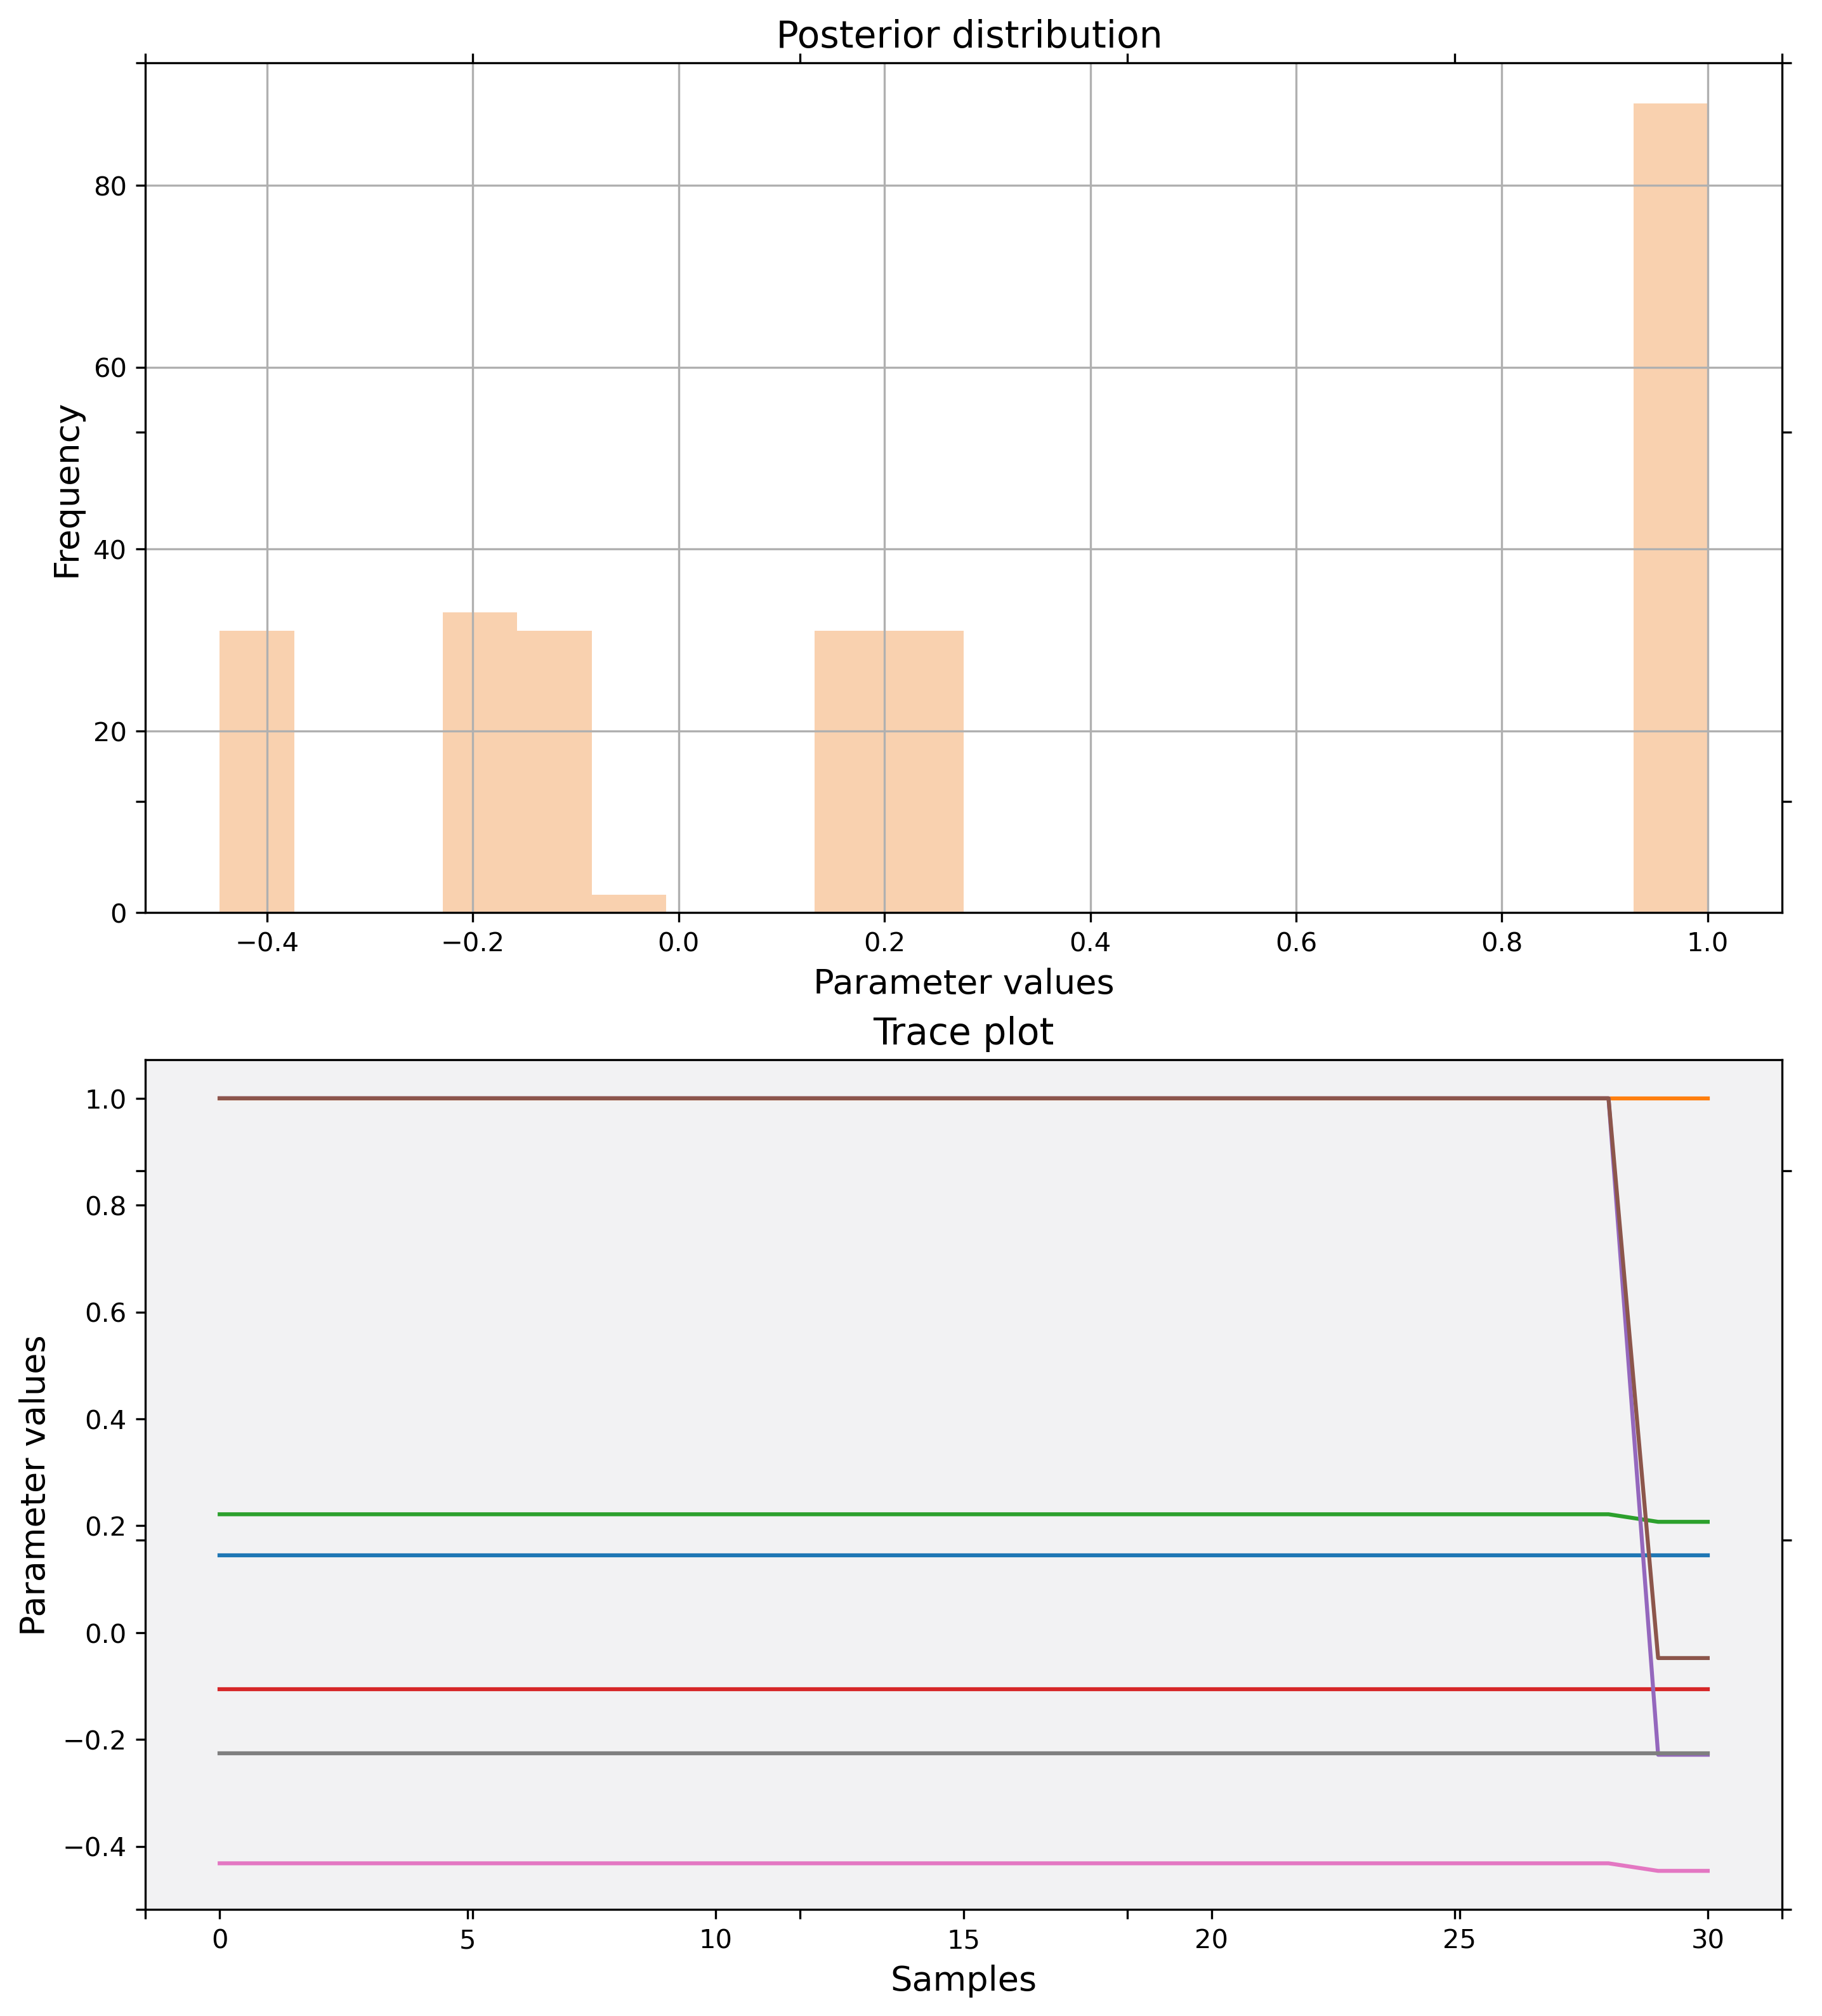 Posterior distribution
80
60
40
20
0
Frequency
−0.4 −0.2 0.0 0.2 0.4 0.6 0.8 1.0
Parameter values
Trace plot
1.0
0.8
0.6
0.4
0.2
0.0
−0.2
−0.4
Parameter values
0 5 10 15 20 25 30
Samples